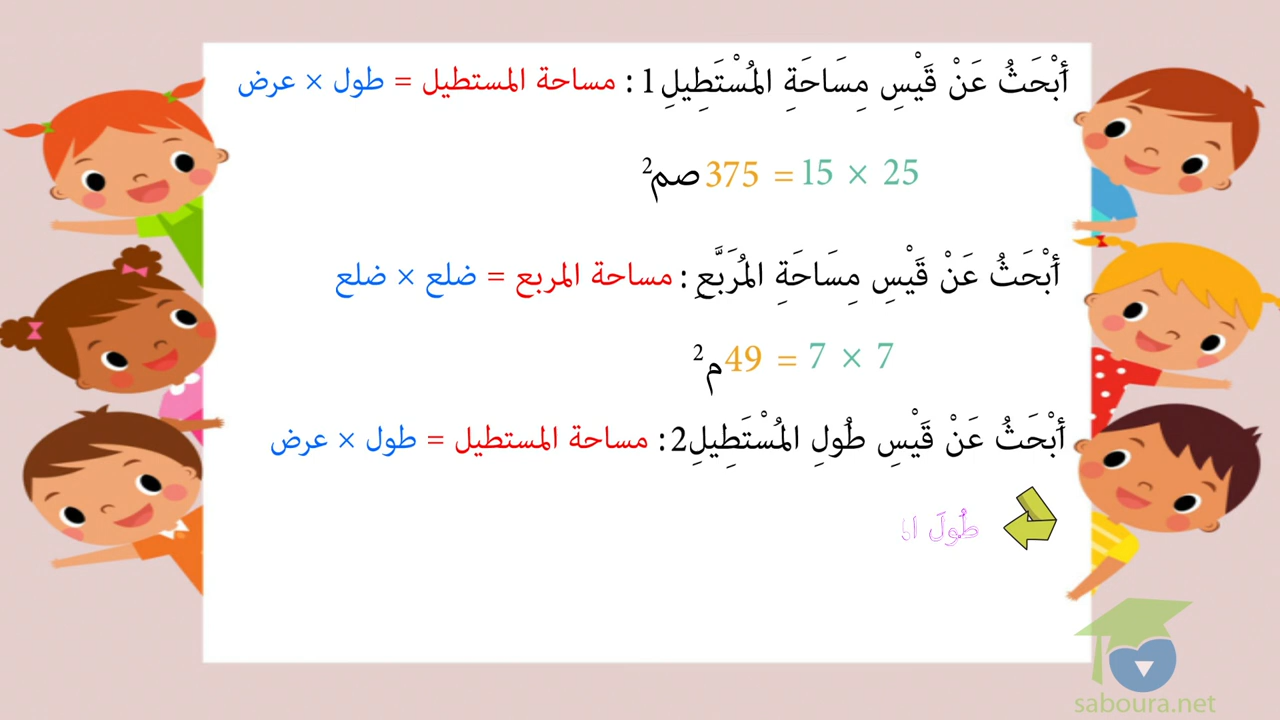 أَبْحَثُ عَنْ قَيْسِ مِسَاحَةِ المُسْتَطِيلِ1 : مساحة المستطيل = طول × عرض
25 × 15 = 375 صم²
أَبْحَثُ عَنْ قَيْسِ مِسَاحَةِ المُرَبَّعِ : مساحة المربع = ضلع × ضلع
7 × 7 = 49 م²
أَبْحَثُ عَنْ قَيْسِ طُولِ المُسْتَطِيلِ2 : مساحة المستطيل = طول × عرض
طُولَ
saboura.net